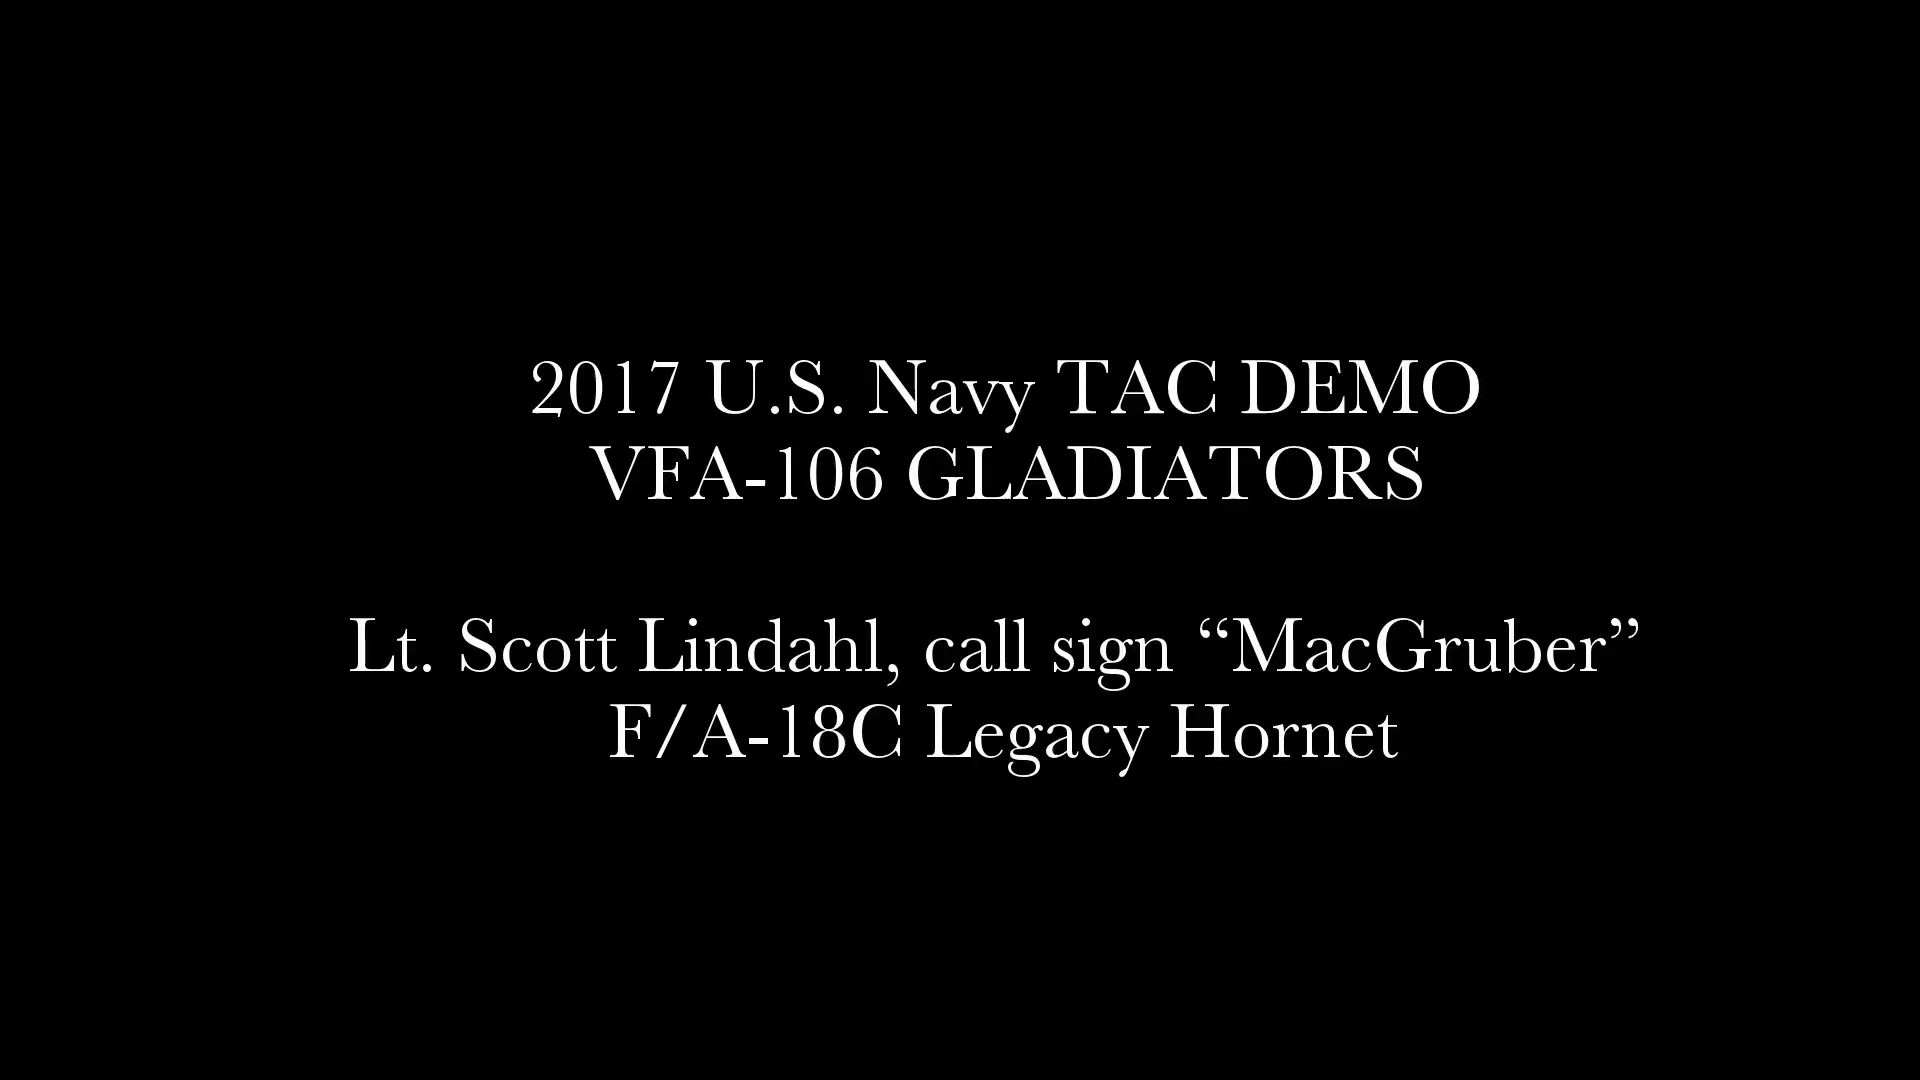 2017 U.S. Navy TAC DEMO
VFA-106 GLADIATORS
Lt. Scott Lindahl, call sign “MacGruber”
F/A-18C Legacy Hornet